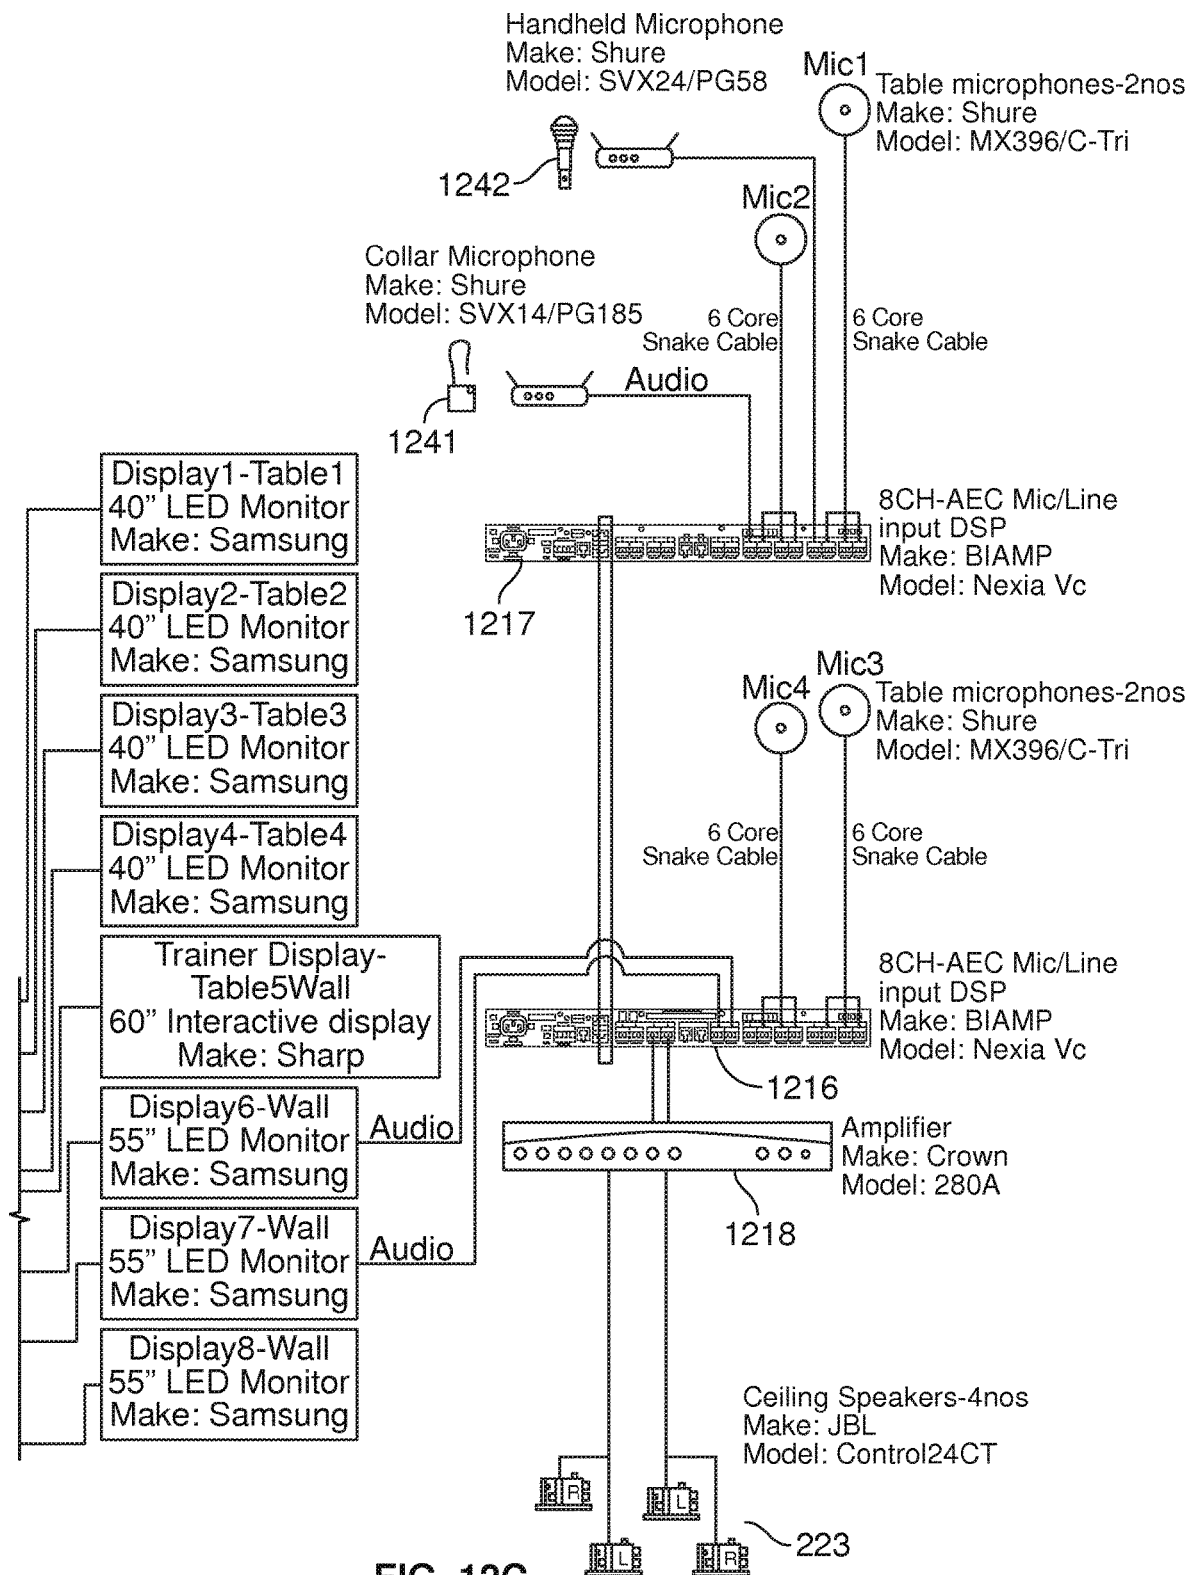 Handheld Microphone
Make: Shure
Model: SVX24/PG58
Mic1
Table microphones-2nos
Make: Shure
Model: MX396/C-Tri
1242
Mic2
Collar Microphone
Make: Shure
Model: SVX14/PG185
6 Core
Snake Cable
6 Core
Snake Cable
Audio
1241
Display1-Table1
40” LED Monitor
Make: Samsung
8CH-AEC Mic/Line
input DSP
Make: BIAMP
Model: Nexia Vc
1217
Display2-Table2
40” LED Monitor
Make: Samsung
Mic3
Mic4
Table microphones-2nos
Make: Shure
Model: MX396/C-Tri
Display3-Table3
40” LED Monitor
Make: Samsung
6 Core
Snake Cable
6 Core
Snake Cable
Display4-Table4
40” LED Monitor
Make: Samsung
Trainer Display-
Table5Wall
60” Interactive display
Make: Sharp
8CH-AEC Mic/Line
input DSP
Make: BIAMP
Model: Nexia Vc
1216
Display6-Wall
55” LED Monitor
Make: Samsung
Audio
Amplifier
Make: Crown
Model: 280A
1218
Display7-Wall
55” LED Monitor
Make: Samsung
Audio
Display8-Wall
55” LED Monitor
Make: Samsung
Ceiling Speakers-4nos
Make: JBL
Model: Control24CT
R
L
L
R
223